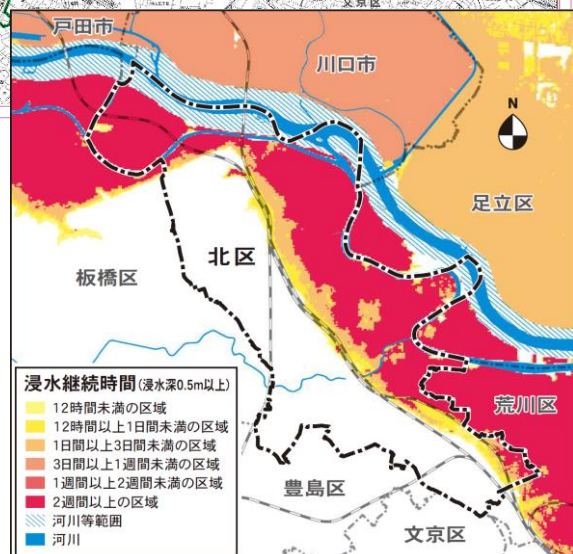 文京区
戸田市
川口市
N
足立区
北区
板橋区
荒川区
豊島区
文京区
浸水継続時間(浸水深0.5m以上)
12時間未満の区域
12時間以上1日間未満の区域
1日間以上3日間未満の区域
3日間以上1週間未満の区域
1週間以上2週間未満の区域
2週間以上の区域
河川等範囲
河川